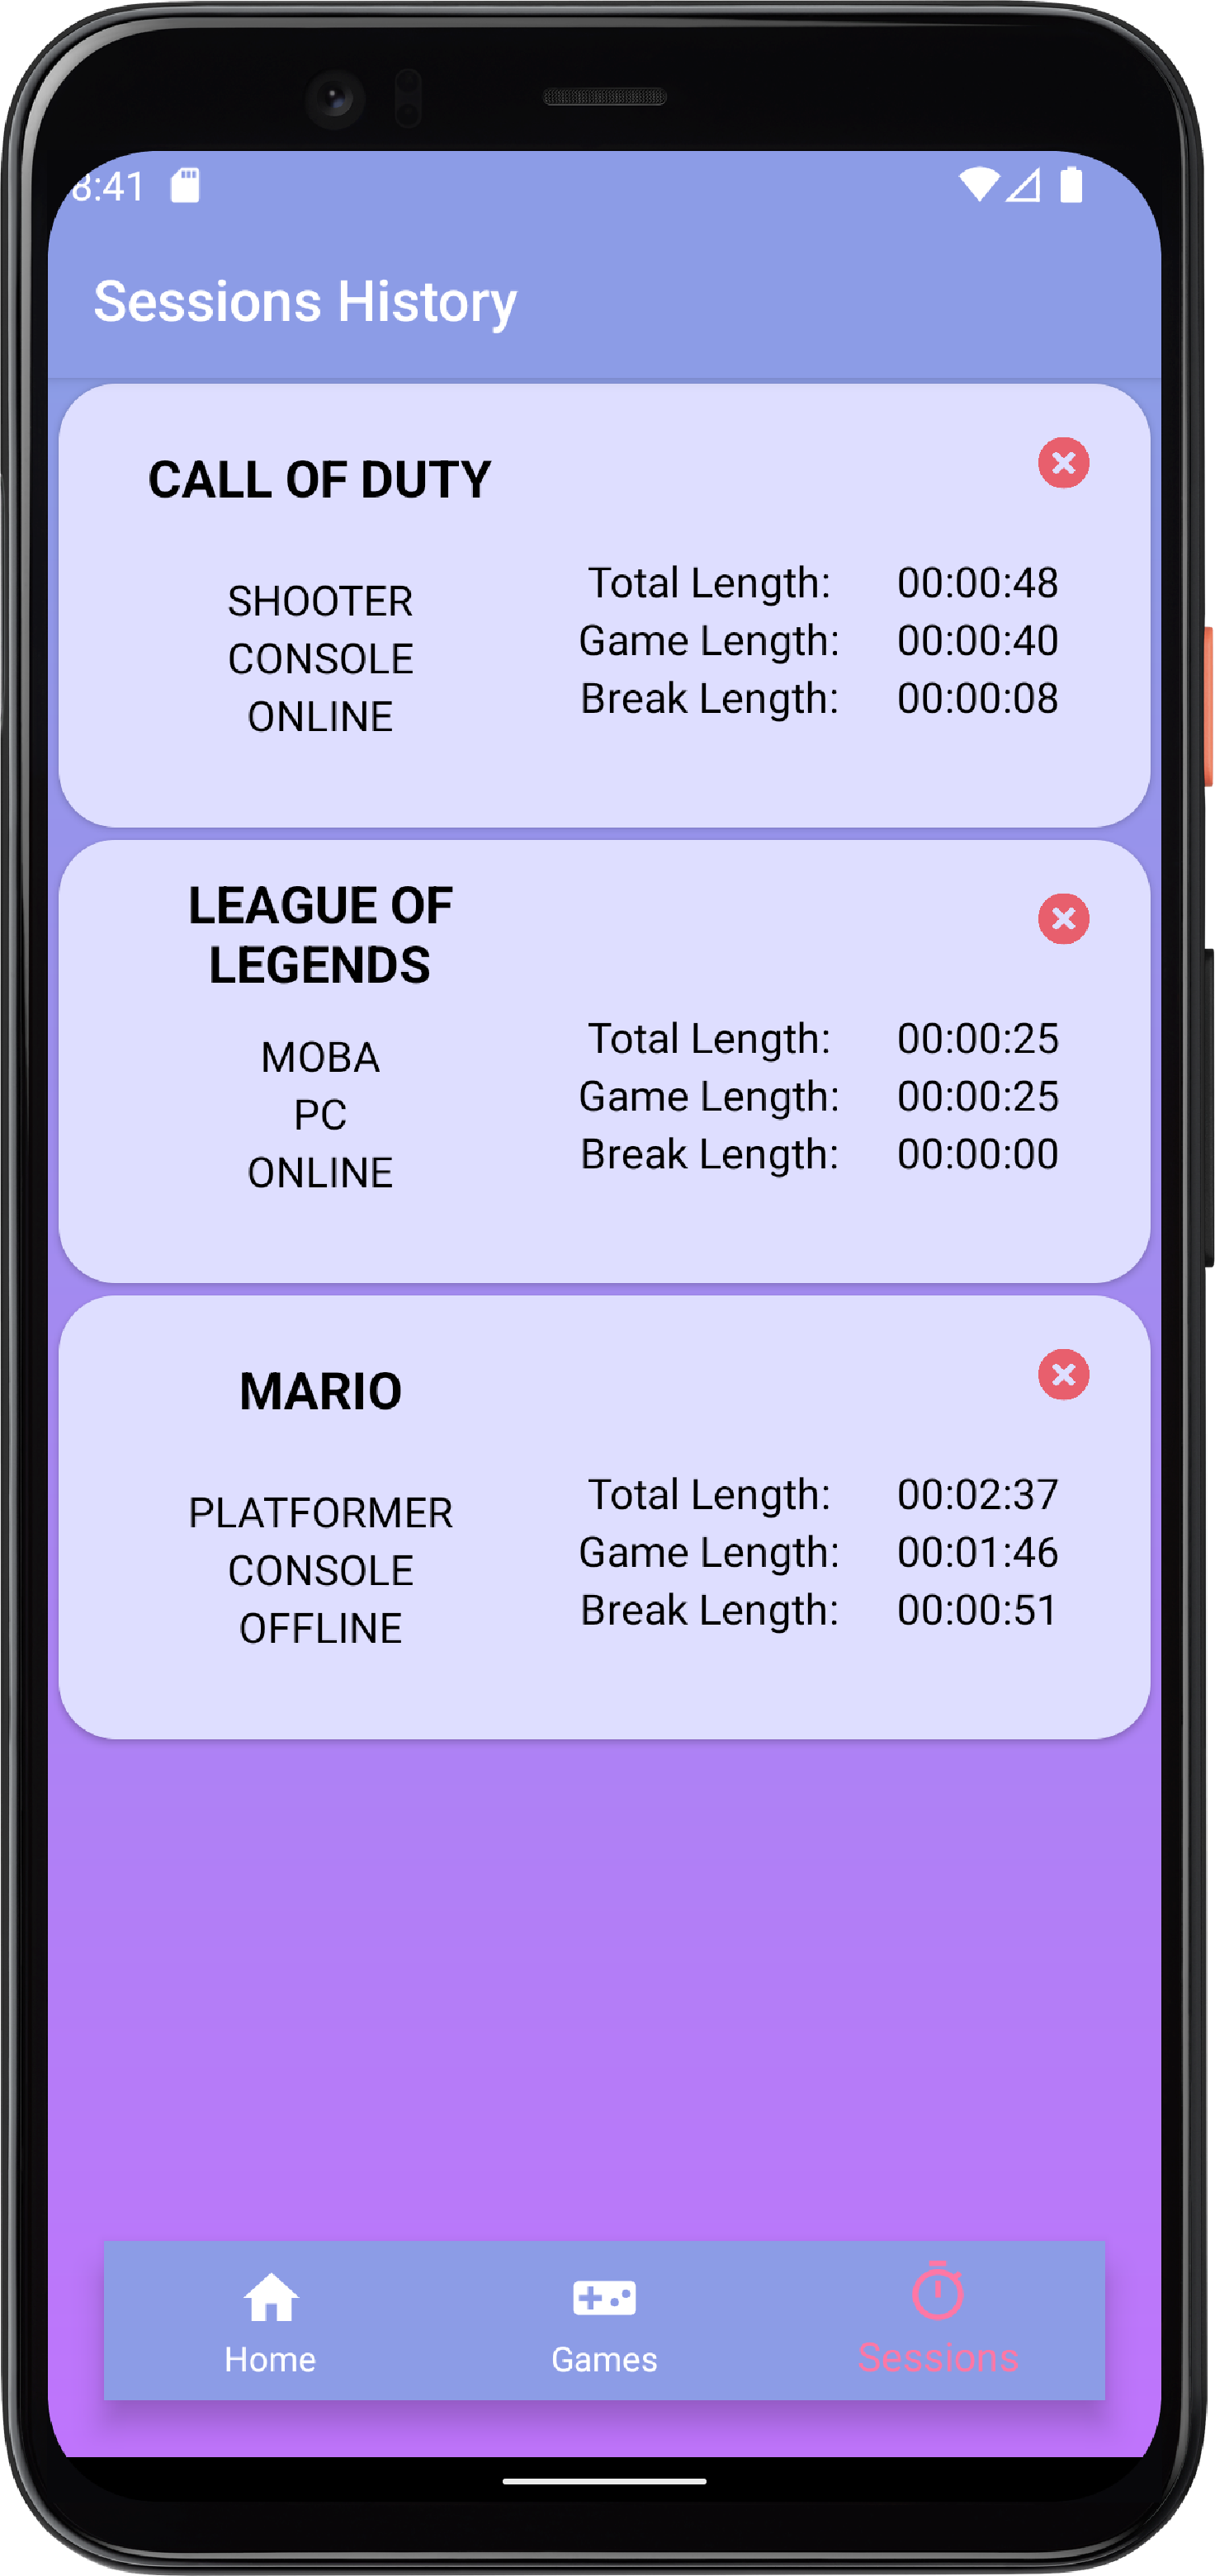 8:41
Sessions History
CALL OF DUTY
SHOOTER
CONSOLE
ONLINE
Total Length: 00:00:48
Game Length: 00:00:40
Break Length: 00:00:08
LEAGUE OF
LEGENDS
MOBA
PC
ONLINE
Total Length: 00:00:25
Game Length: 00:00:25
Break Length: 00:00:00
MARIO
PLATFORMER
CONSOLE
OFFLINE
Total Length: 00:02:37
Game Length: 00:01:46
Break Length: 00:00:51
Home
Games
Sessions